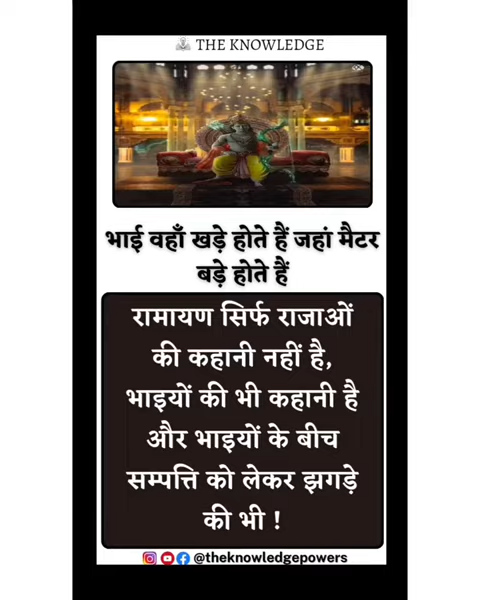 THE KNOWLEDGE
भाई वहाँ खड़े होते हैं जहां मैटर
बड़े होते हैं
रामायण सिर्फ राजाओं
की कहानी नहीं है,
भाइयों की भी कहानी है
और भाइयों के बीच
सम्पत्ति को लेकर झगड़े
की भी !
@theknowledgepowers